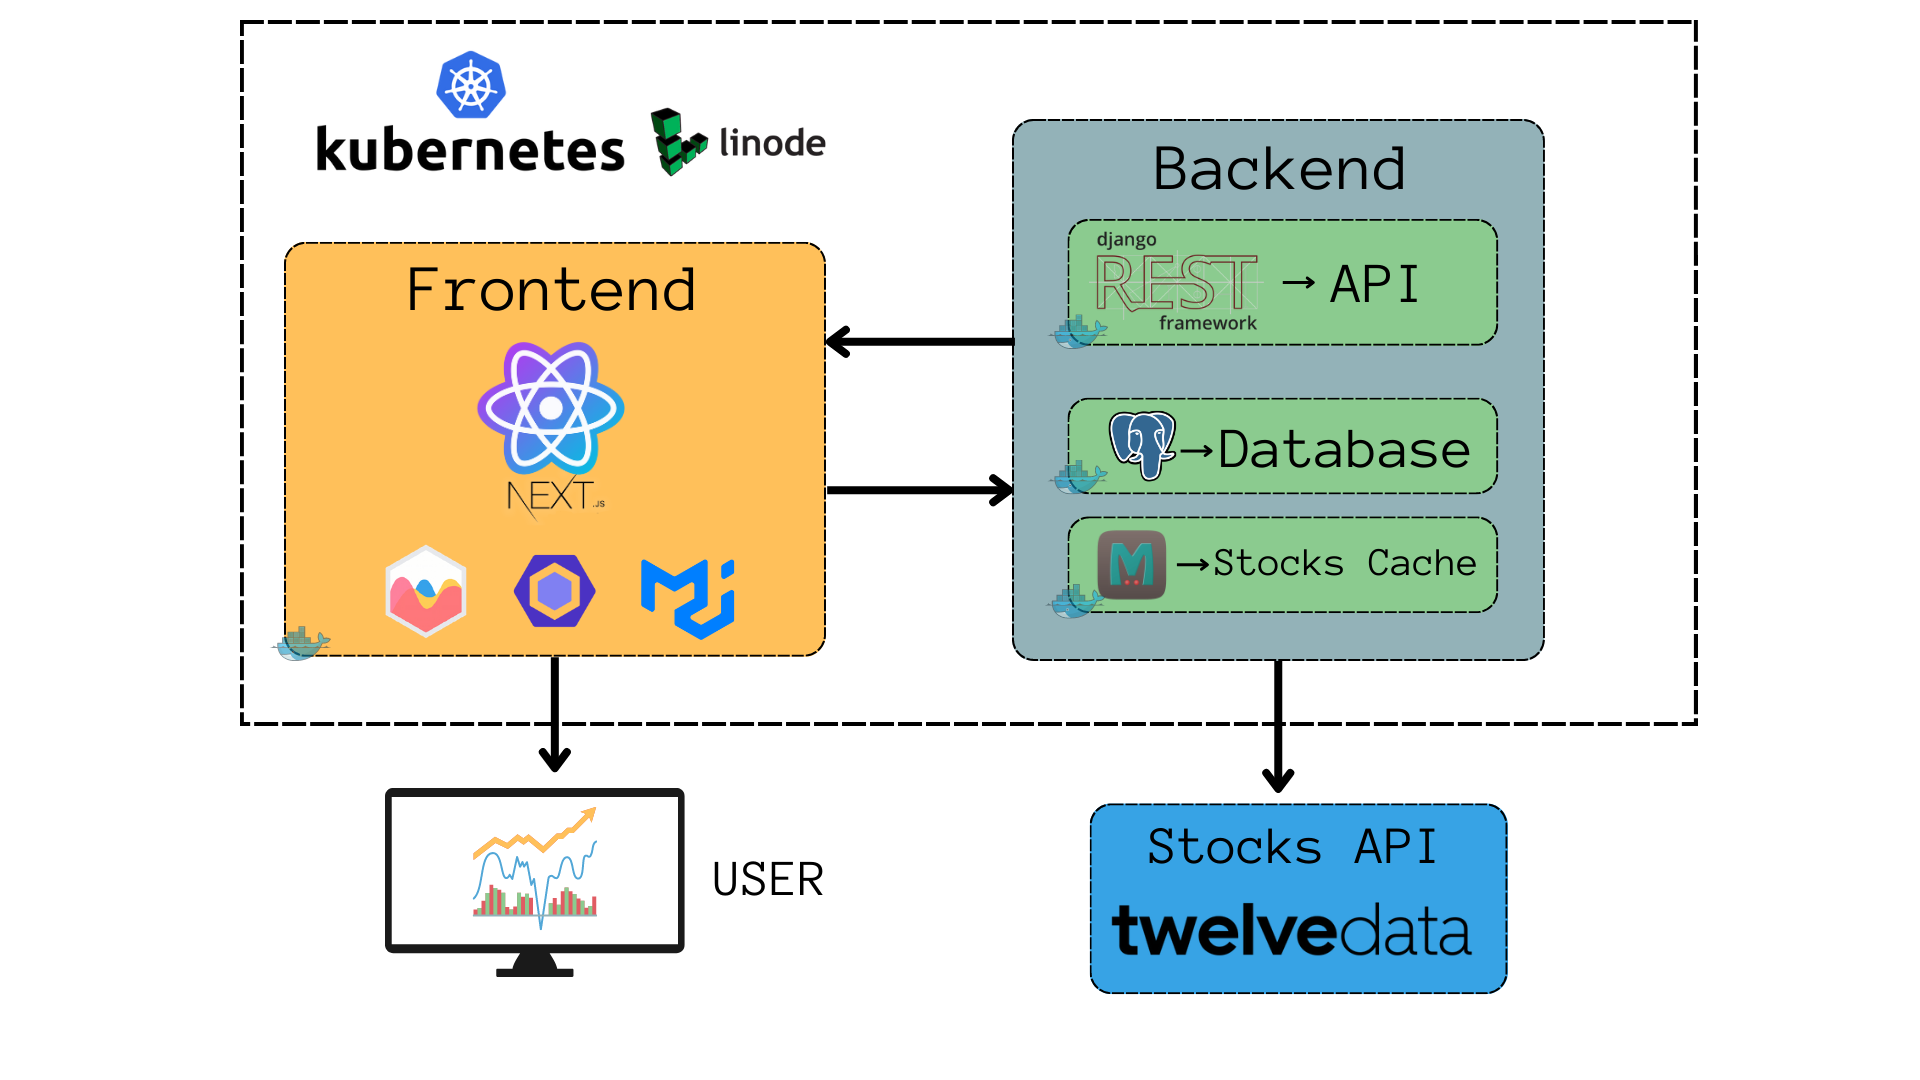 kubernetes
linode
Frontend
NEXT.JS
Backend
django
REST
framework
→ API
→Database
M
→Stocks Cache
USER
Stocks API
twelvedata